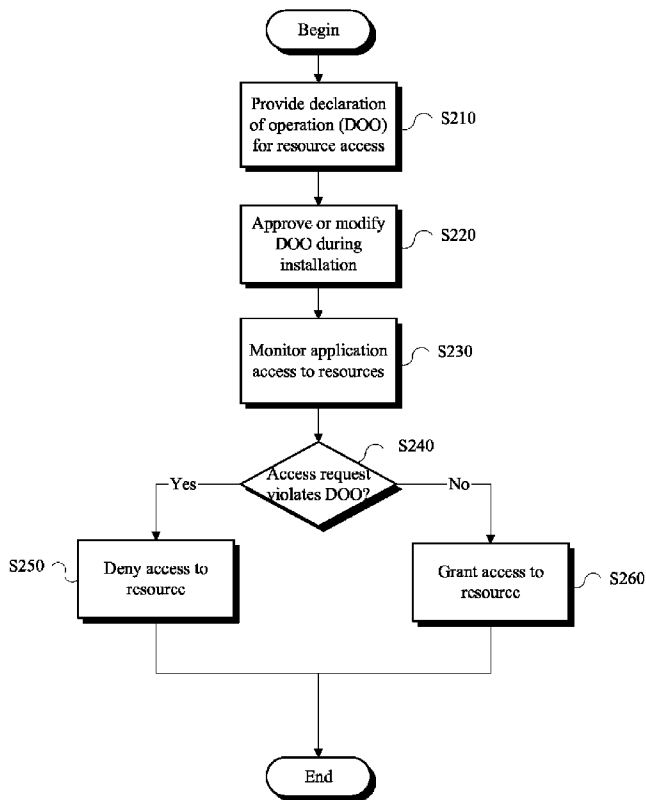 Begin
Provide declaration
of operation (DOO)
for resource access
S210
Approve or modify
DOO during
installation
S220
Monitor application
access to resources
S230
S240
Access request
violates DOO?
Yes
No
S250
Deny access to
resource
Grant access to
resource
S260
End